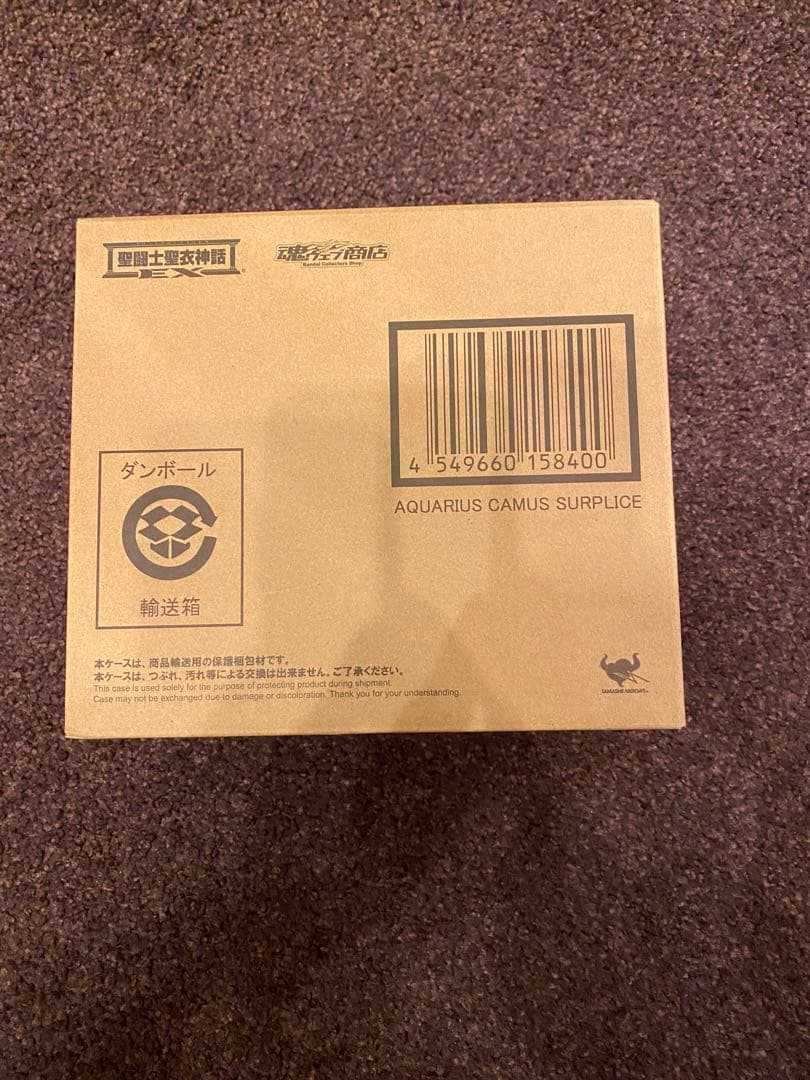 聖闘士聖衣神話
EX
魂ウェブ商店
Bandai Collectors Shop
4 549660 158400
AQUARIUS CAMUS SURPLICE
ダンボール
輸送箱
本ケースは、商品輸送用の保護梱包材です。
本ケースは、つぶれ、汚れ等による交換は出来ません。ご了承ください。
This case is used solely for the purpose of protecting product during shipment.
Case may not be exchanged due to damage or discoloration. Thank you for your understanding.
TAMASHII NATIONS